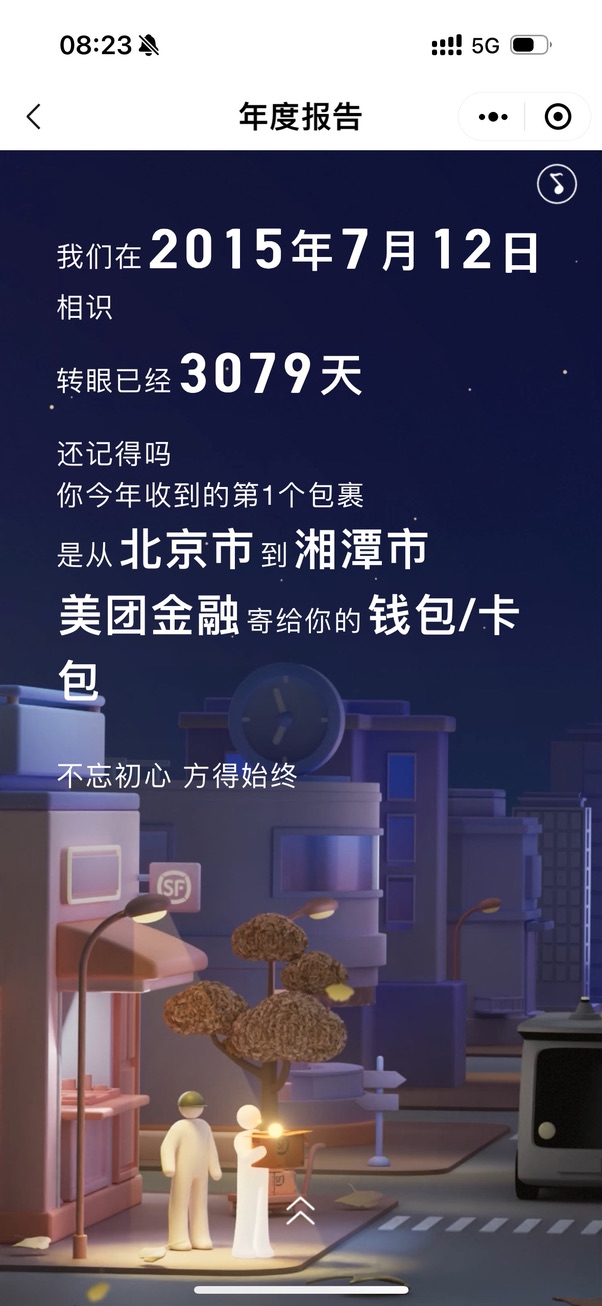 08:23
5G
年度报告
我们在2015年7月12日
相识
转眼已经3079天
还记得吗
你今年收到的第1个包裹
是从北京市到湘潭市
美团金融寄给你的钱包/卡
包
不忘初心 方得始终
SF